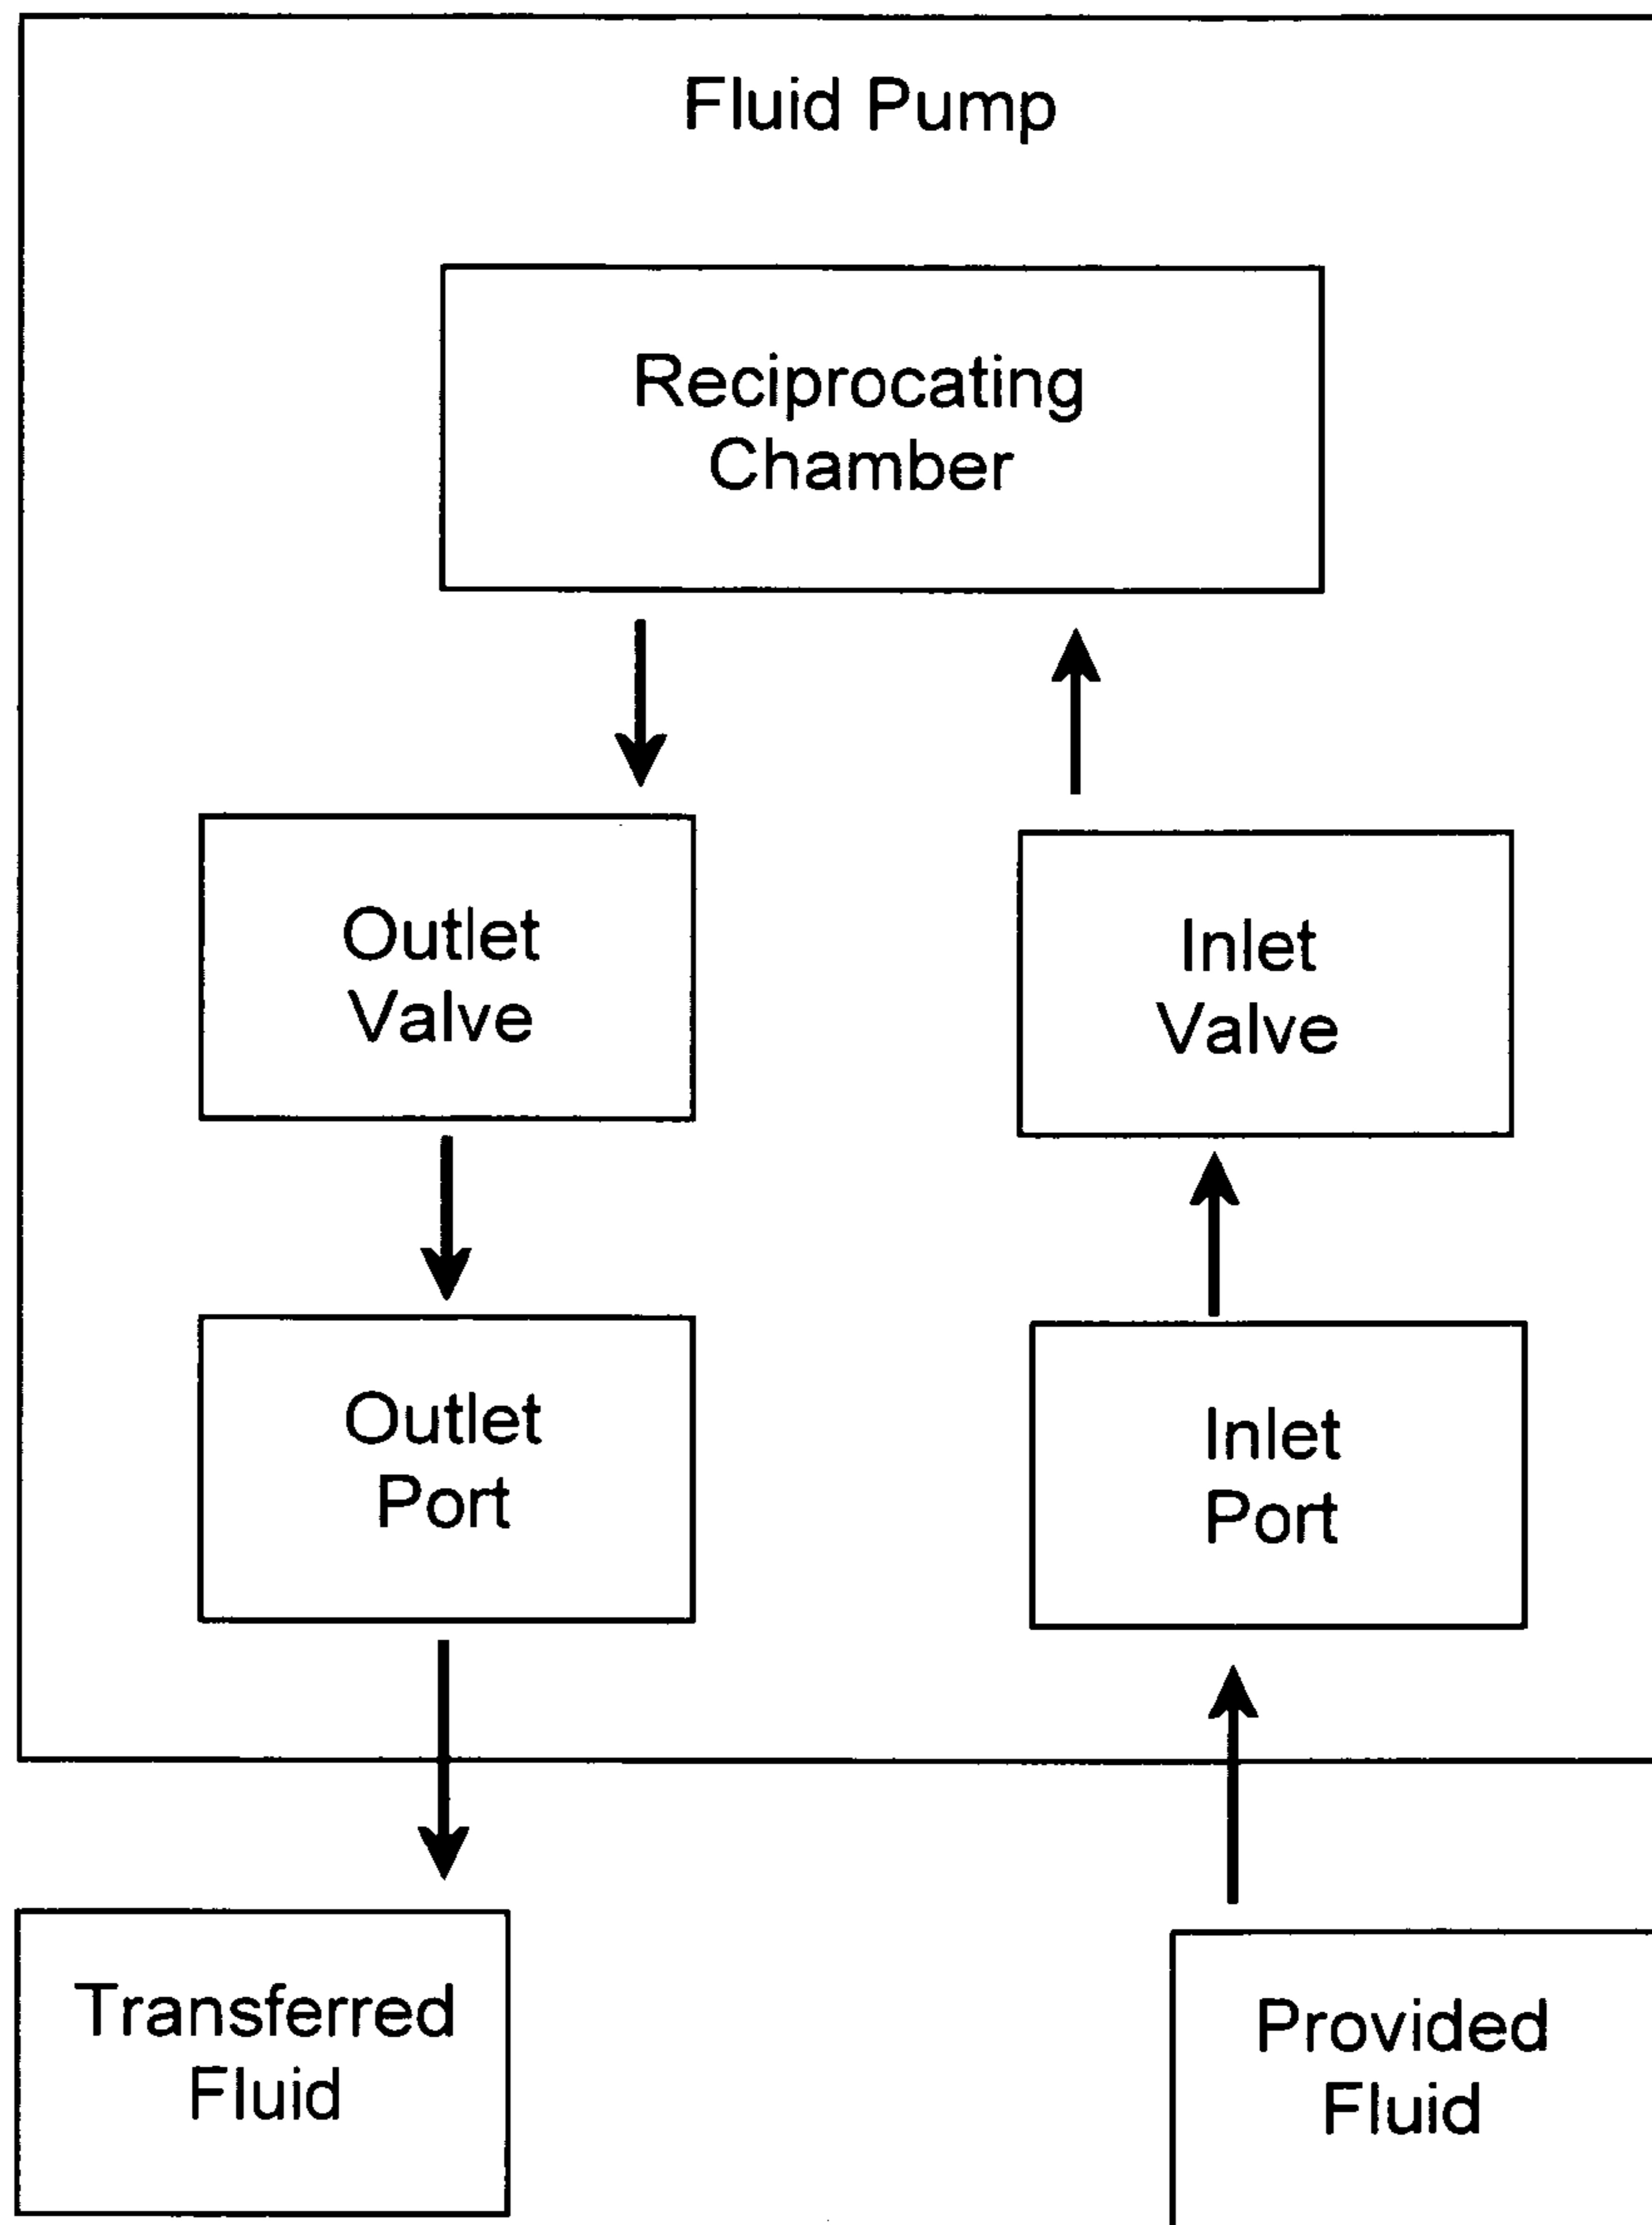 Fluid Pump
Reciprocating
Chamber
Outlet
Valve
Inlet
Valve
Outlet
Port
Inlet
Port
Transferred
Fluid
Provided
Fluid